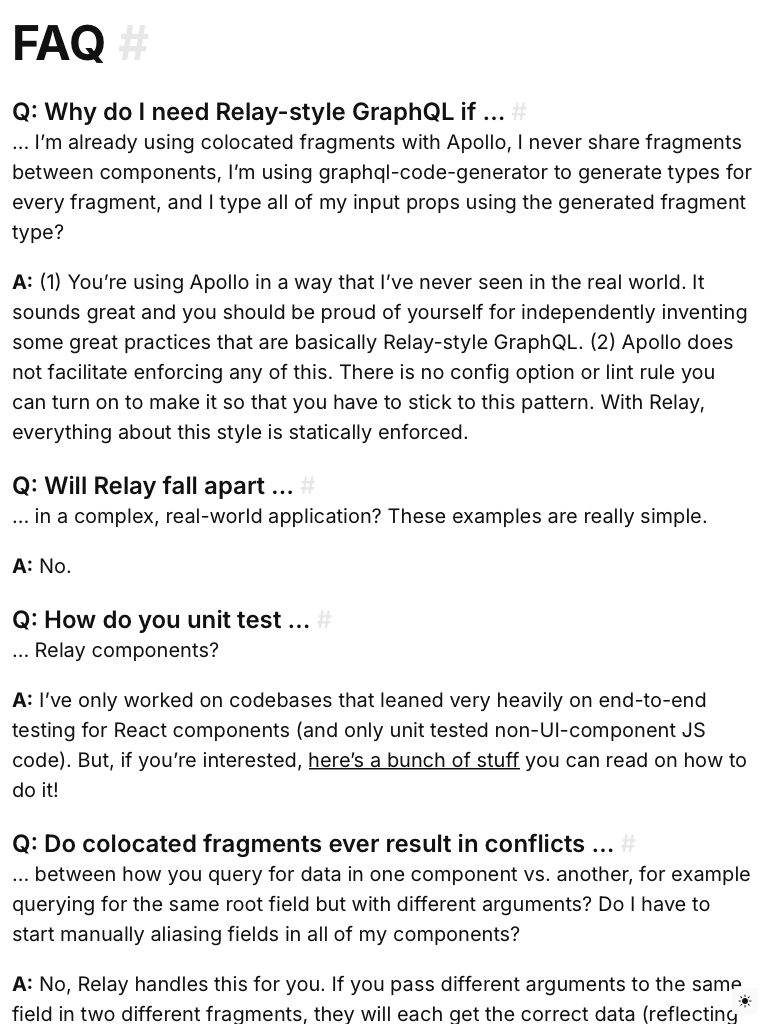 FAQ #
Q: Why do I need Relay-style GraphQL if … #
… I’m already using colocated fragments with Apollo, I never share fragments
between components, I’m using graphql-code-generator to generate types for
every fragment, and I type all of my input props using the generated fragment
type?
A: (1) You’re using Apollo in a way that I’ve never seen in the real world. It
sounds great and you should be proud of yourself for independently inventing
some great practices that are basically Relay-style GraphQL. (2) Apollo does
not facilitate enforcing any of this. There is no config option or lint rule you
can turn on to make it so that you have to stick to this pattern. With Relay,
everything about this style is statically enforced.
Q: Will Relay fall apart … #
… in a complex, real-world application? These examples are really simple.
A: No.
Q: How do you unit test … #
… Relay components?
A: I’ve only worked on codebases that leaned very heavily on end-to-end
testing for React components (and only unit tested non-UI-component JS
code). But, if you’re interested, here’s a bunch of stuff you can read on how to
do it!
Q: Do colocated fragments ever result in conflicts … #
… between how you query for data in one component vs. another, for example
querying for the same root field but with different arguments? Do I have to
start manually aliasing fields in all of my components?
A: No, Relay handles this for you. If you pass different arguments to the same
field in two different fragments, they will each get the correct data (reflecting